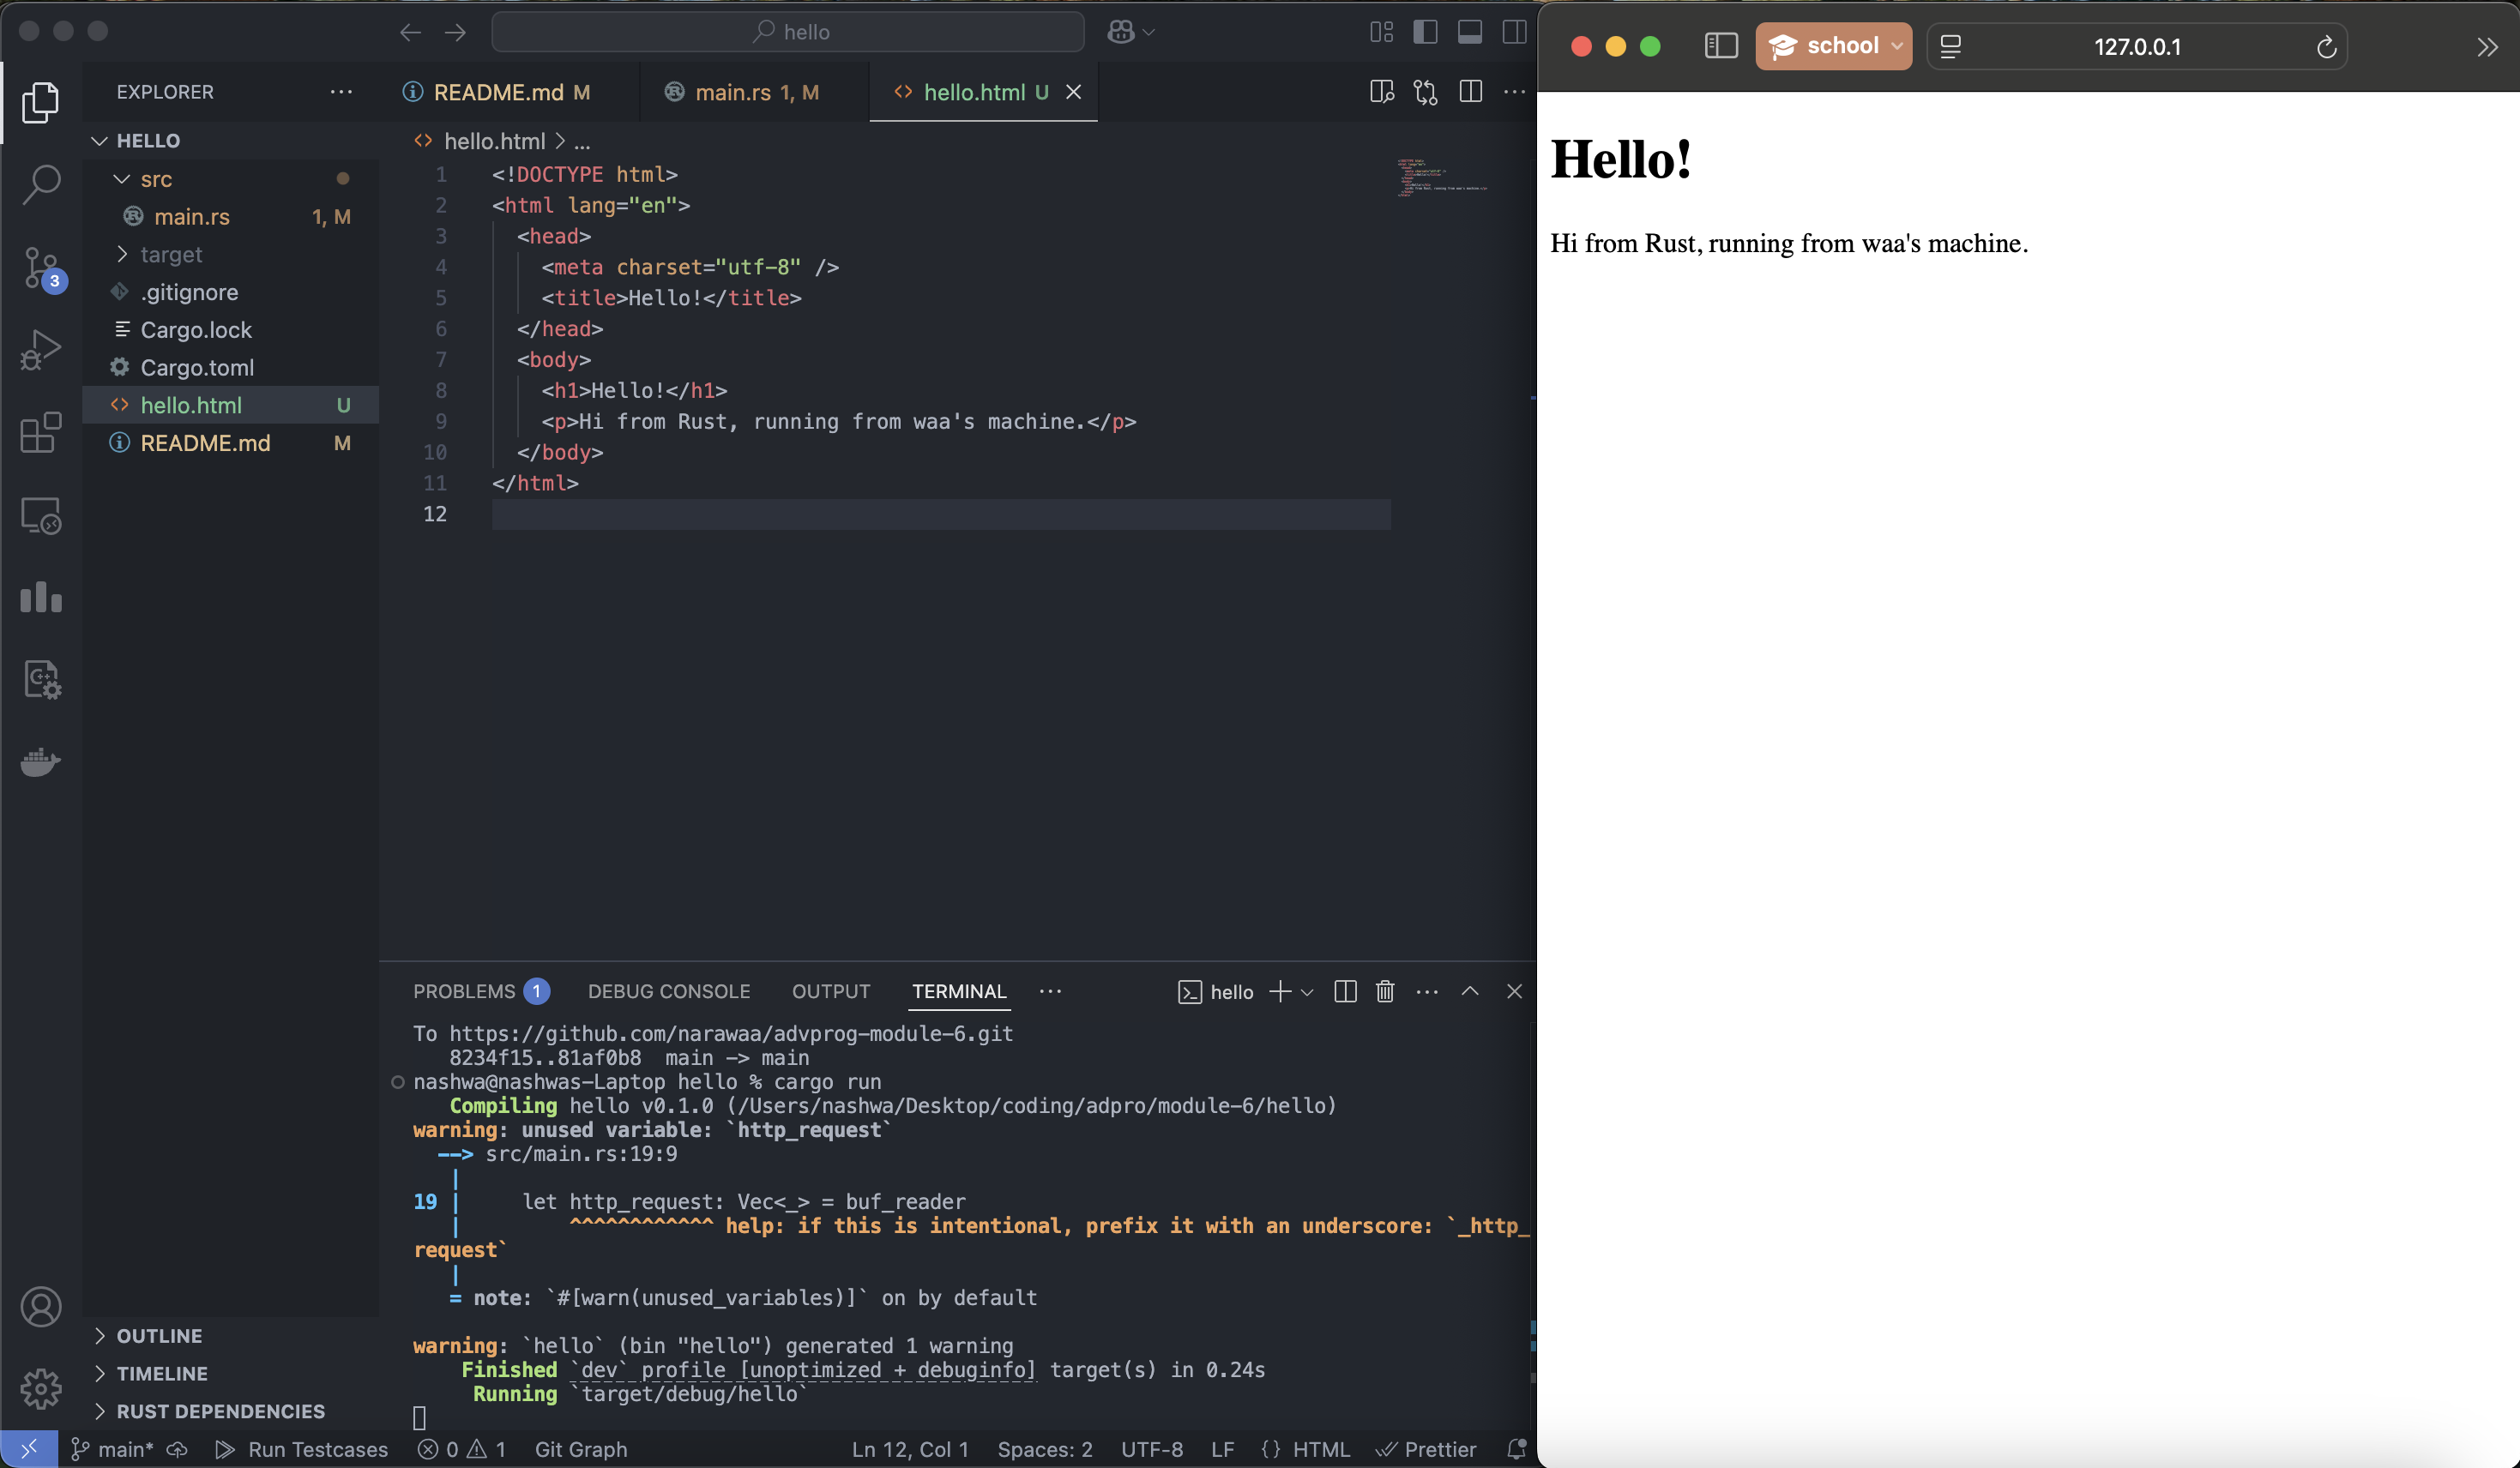 hello
EXPLORER
HELLO
src
main.rs 1, M
target
.gitignore
Cargo.lock
Cargo.toml
hello.html U
README.md M
3
OUTLINE
TIMELINE
RUST DEPENDENCIES
README.md M
main.rs 1, M
hello.html U
hello.html > ...
1 <!DOCTYPE html>
2 <html lang="en">
3 <head>
4 <meta charset="utf-8" />
5 <title>Hello!</title>
6 </head>
7 <body>
8 <h1>Hello!</h1>
9 <p>Hi from Rust, running from waa's machine.</p>
10 </body>
11 </html>
12
PROBLEMS 1 DEBUG CONSOLE OUTPUT TERMINAL
hello
To https://github.com/narawaa/advprog-module-6.git
8234f15..81af0b8 main -> main
nashwa@nashwas-Laptop hello % cargo run
Compiling hello v0.1.0 (/Users/nashwa/Desktop/coding/adpro/module-6/hello)
warning: unused variable: `http_request`
--> src/main.rs:19:9
|
19 | let http_request: Vec<_> = buf_reader
| ^^^^^^^^^^^^ help: if this is intentional, prefix it with an underscore: `_http_
request`
|
= note: `#[warn(unused_variables)]` on by default
warning: `hello` (bin "hello") generated 1 warning
Finished `dev` profile [unoptimized + debuginfo] target(s) in 0.24s
Running `target/debug/hello`
main* Run Testcases 0 1 Git Graph Ln 12, Col 1 Spaces: 2 UTF-8 LF {} HTML Prettier
school 127.0.0.1
Hello!
Hi from Rust, running from waa's machine.